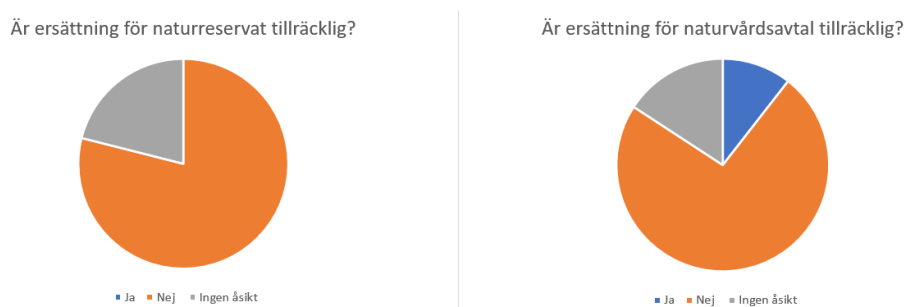 Är ersättning för naturreservat tillräcklig?
Ja Nej Ingen åsikt
Är ersättning för naturvårdsavtal tillräcklig?
Ja Nej Ingen åsikt